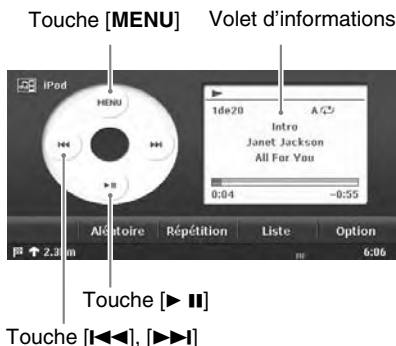 Touche [MENU] Volet d'informations
iPod
MENU
1de20 A
Intro
Janet Jackson
All For You
0:04 -0:55
Aléatoire Répétition Liste Option
6:06
Touche [►II]
Touche [I◄◄], [►►I]